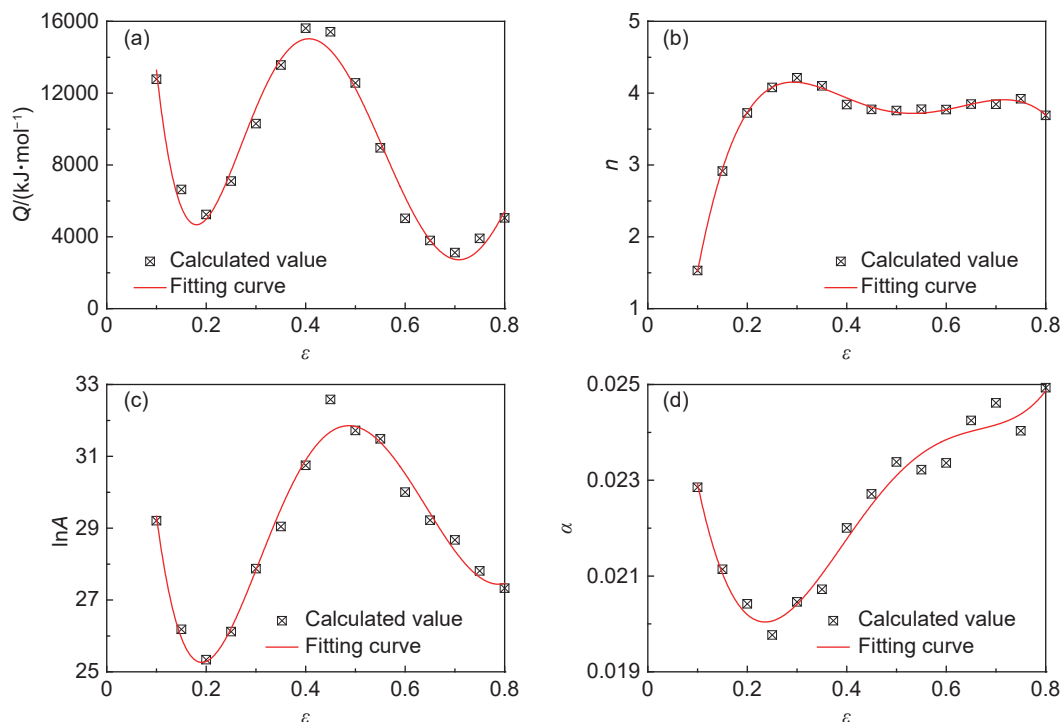 (a)
16000
12000
8000
4000
0
Q/(kJ·mol⁻¹)
Calculated value
Fitting curve
0 0.2 0.4 0.6 0.8
ε
(b)
5
4
3
2
1
n
Calculated value
Fitting curve
0 0.2 0.4 0.6 0.8
ε
(c)
33
31
29
27
25
lnA
Calculated value
Fitting curve
0 0.2 0.4 0.6 0.8
ε
(d)
0.025
0.023
0.021
0.019
α
Calculated value
Fitting curve
0 0.2 0.4 0.6 0.8
ε